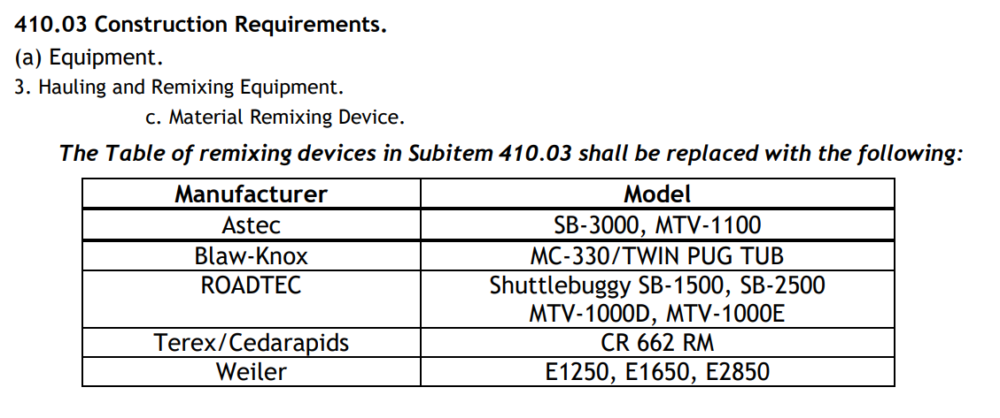 410.03 Construction Requirements.
(a) Equipment.
3. Hauling and Remixing Equipment.
c. Material Remixing Device.
The Table of remixing devices in Subitem 410.03 shall be replaced with the following:
Manufacturer Model
Astec SB-3000, MTV-1100
Blaw-Knox MC-330/TWIN PUG TUB
ROADTEC Shuttlebuggy SB-1500, SB-2500
MTV-1000D, MTV-1000E
Terex/Cedarapids CR 662 RM
Weiler E1250, E1650, E2850